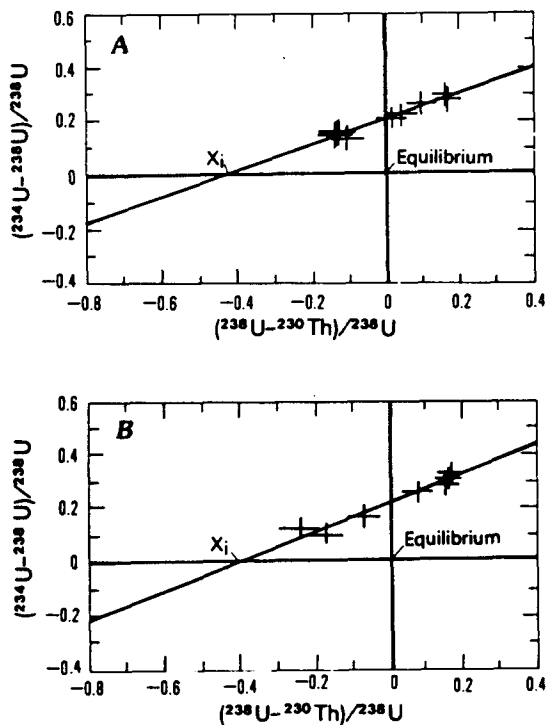 A
0.6
0.4
0.2
0
−0.2
−0.4
(²³⁴U−²³⁸U)/²³⁸U
Xi
Equilibrium
−0.8 −0.6 −0.4 −0.2 0 0.2 0.4
(²³⁸U−²³⁰Th)/²³⁸U
B
0.6
0.4
0.2
0
−0.2
−0.4
(²³⁴U−²³⁸U)/²³⁸U
Xi
Equilibrium
−0.8 −0.6 −0.4 −0.2 0 0.2 0.4
(²³⁸U−²³⁰Th)/²³⁸U